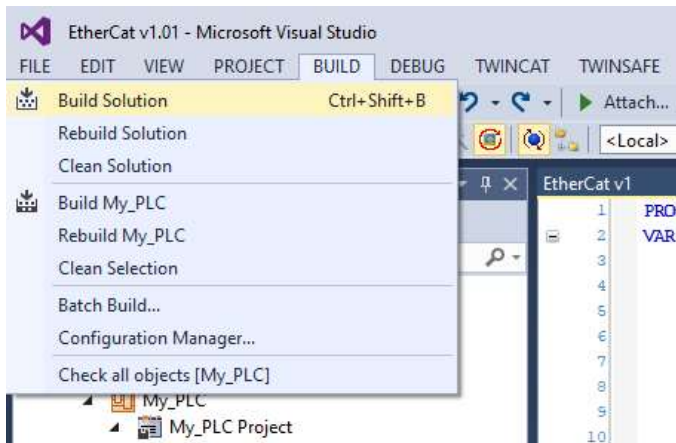 EtherCat v1.01 - Microsoft Visual Studio
FILE EDIT VIEW PROJECT BUILD DEBUG TWINCAT TWINSAFE
Build Solution Ctrl+Shift+B
Attach...
Rebuild Solution
<Local>
Clean Solution
Build My_PLC
EtherCat v1
Rebuild My_PLC
Clean Selection
Batch Build...
Configuration Manager...
Check all objects [My_PLC]
My_PLC
My_PLC Project
1 PRO
2 VAR
3
4
5
6
7
8
9
10